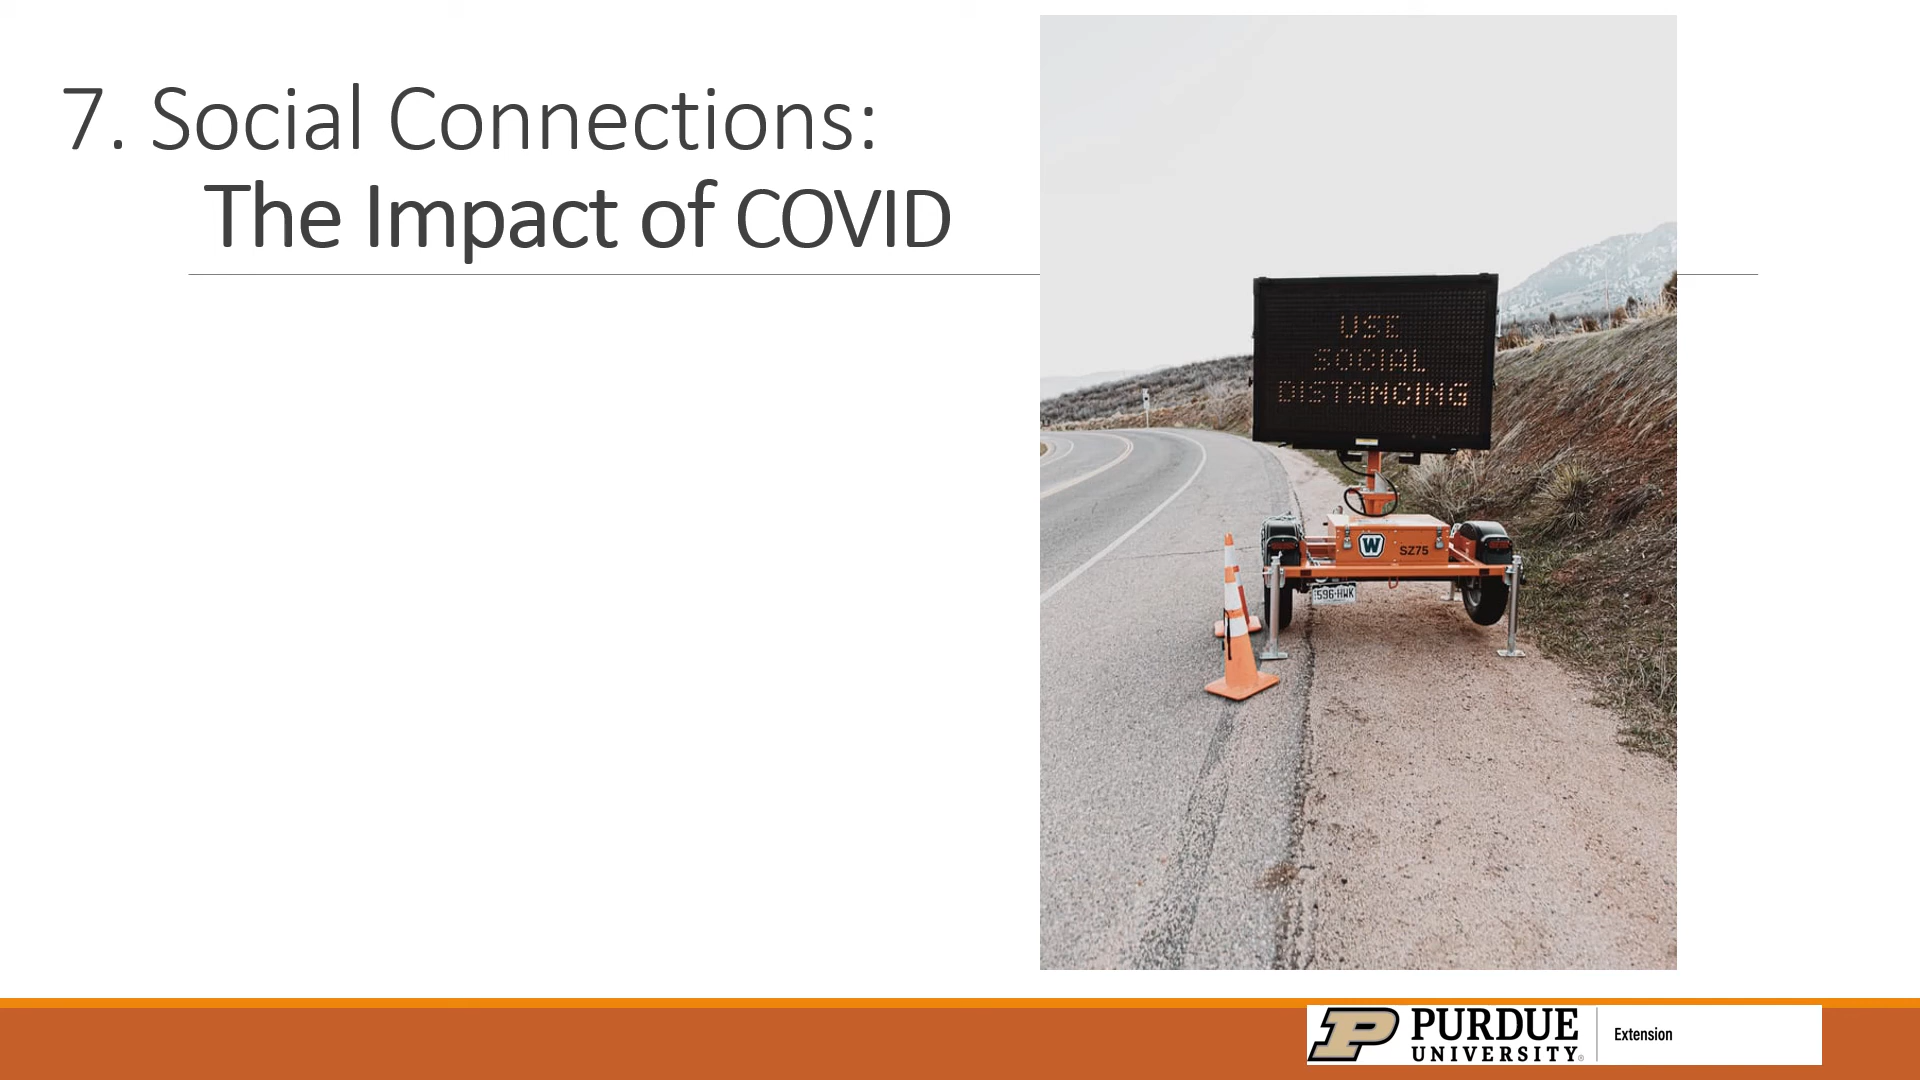 7. Social Connections:
The Impact of COVID
USE
SOCIAL
DISTANCING
W
SZ75
596-HWK
PURDUE
UNIVERSITY®
Extension